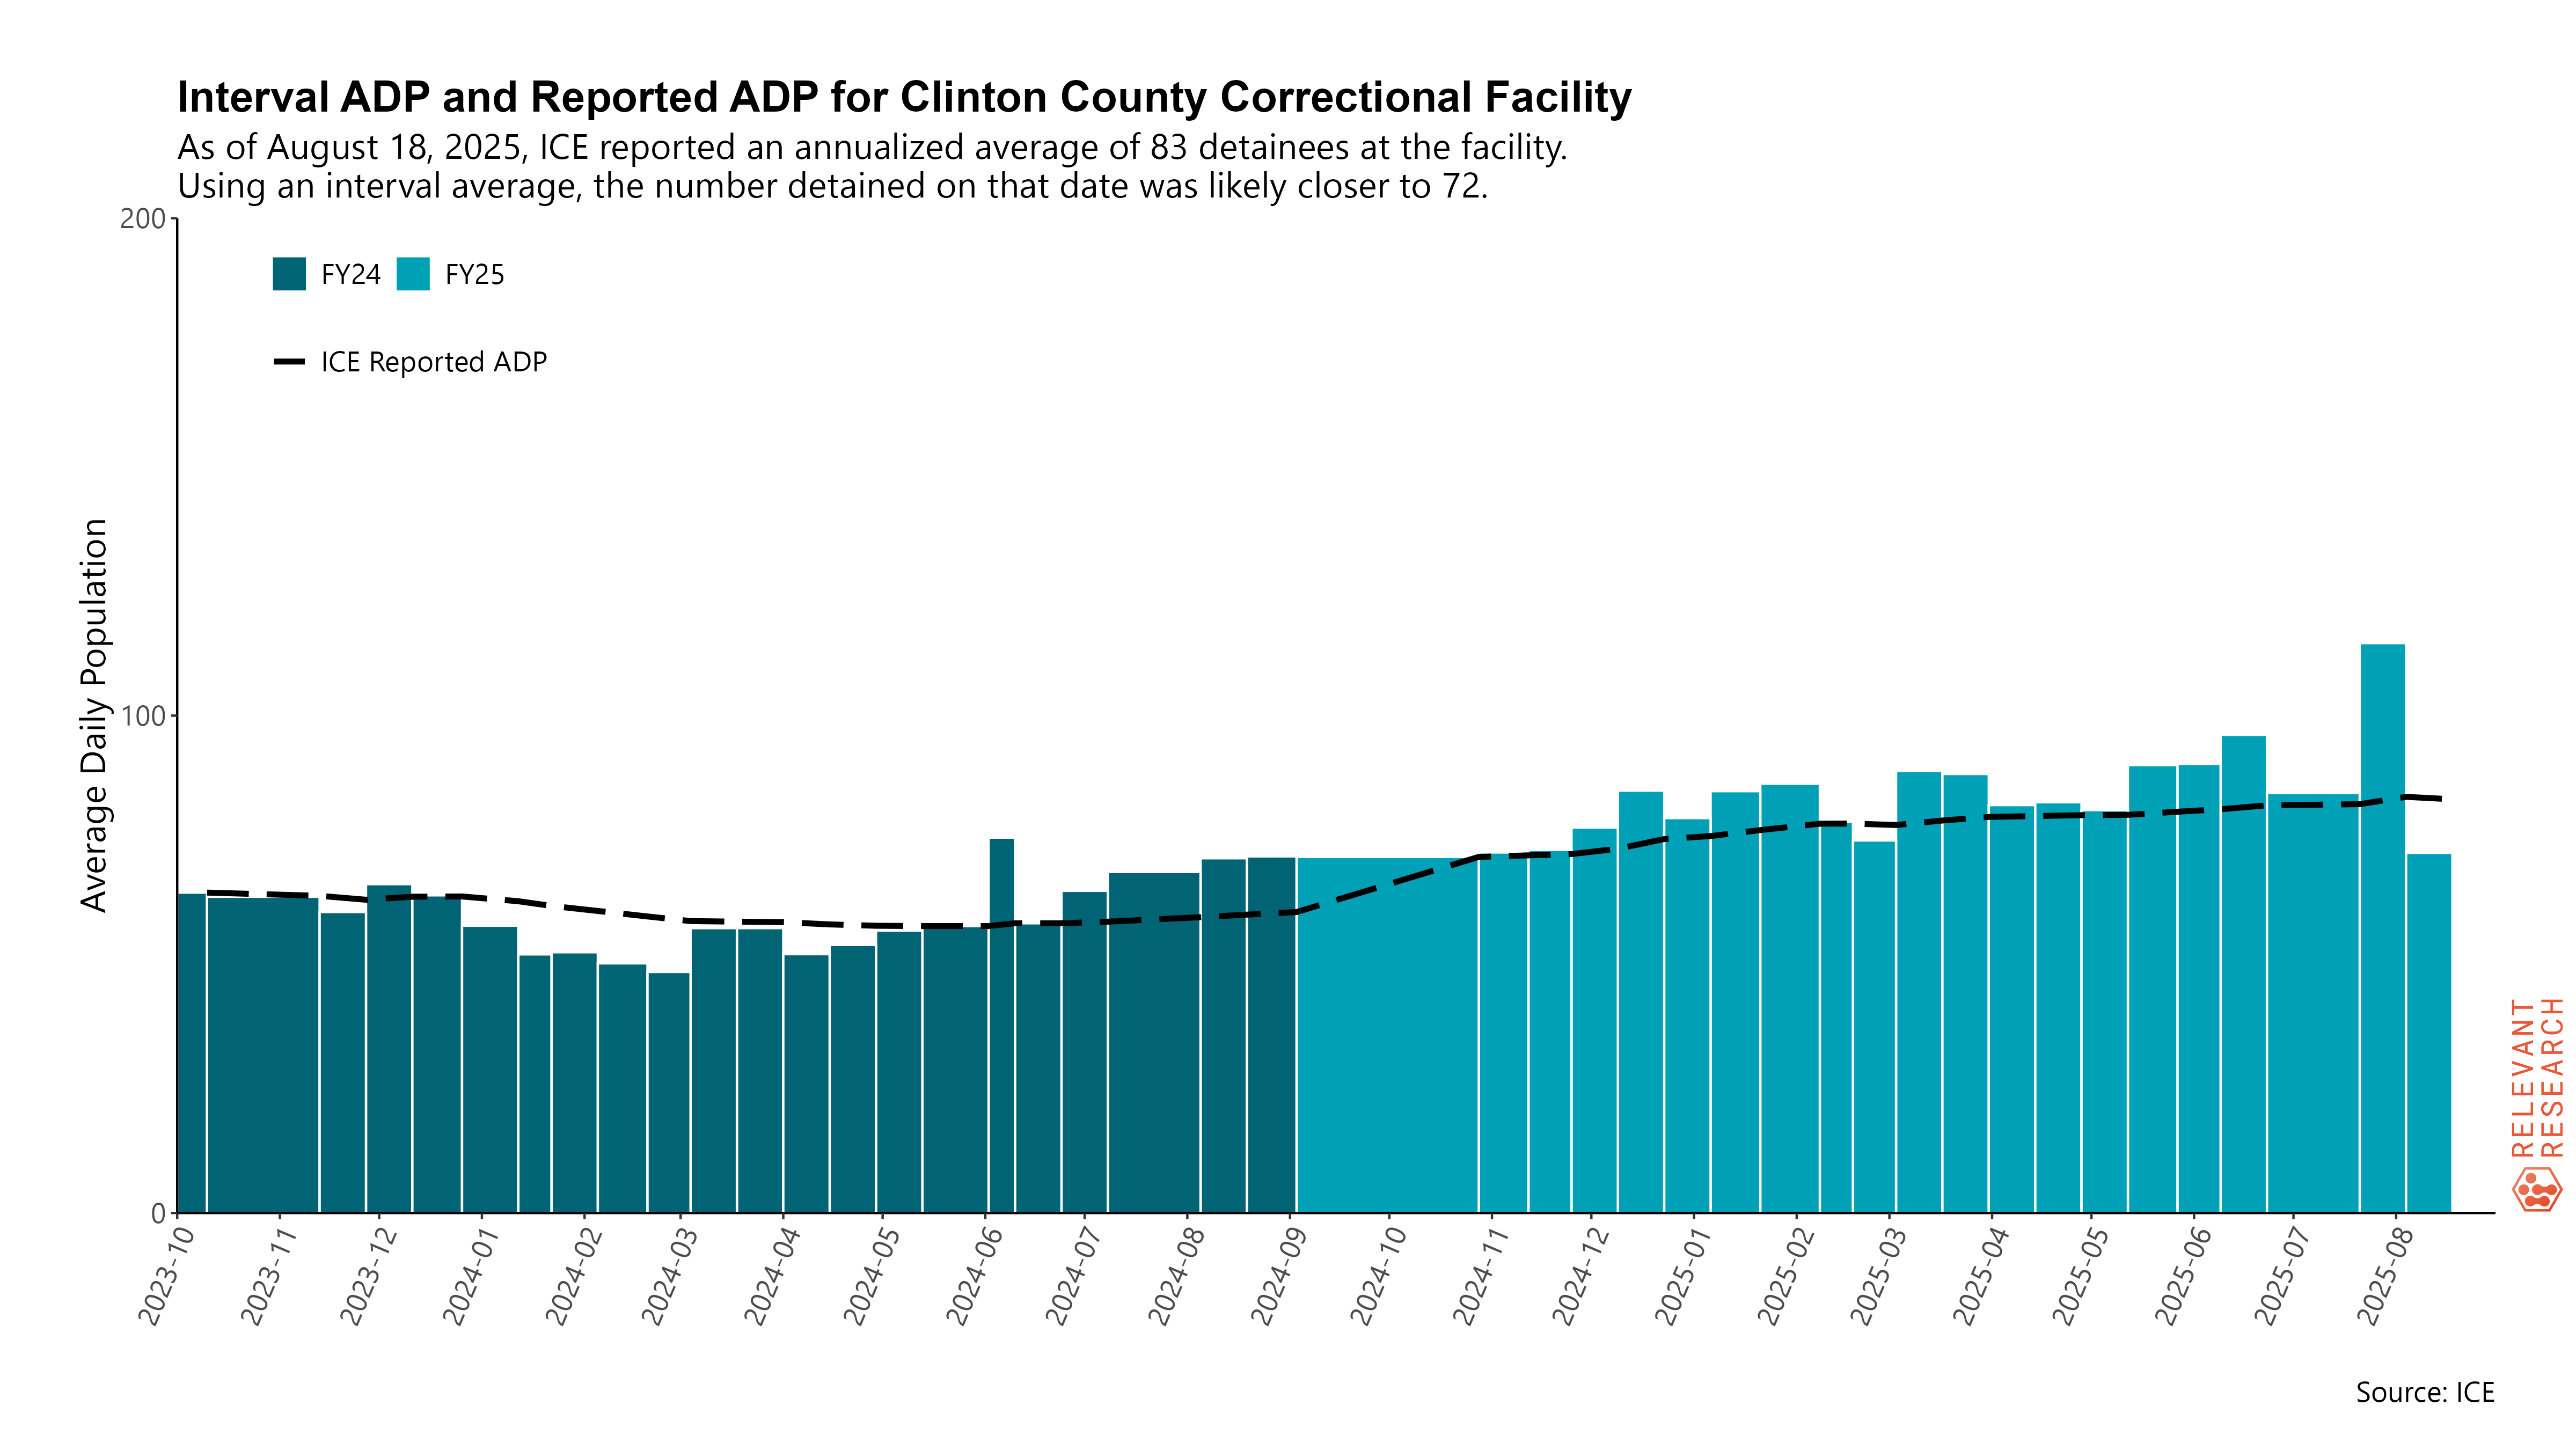 Interval ADP and Reported ADP for Clinton County Correctional Facility
As of August 18, 2025, ICE reported an annualized average of 83 detainees at the facility.
Using an interval average, the number detained on that date was likely closer to 72.
FY24 FY25
ICE Reported ADP
Average Daily Population
200
100
0
2023-10
2023-11
2023-12
2024-01
2024-02
2024-03
2024-04
2024-05
2024-06
2024-07
2024-08
2024-09
2024-10
2024-11
2024-12
2025-01
2025-02
2025-03
2025-04
2025-05
2025-06
2025-07
2025-08
RELEVANT
RESEARCH
Source: ICE